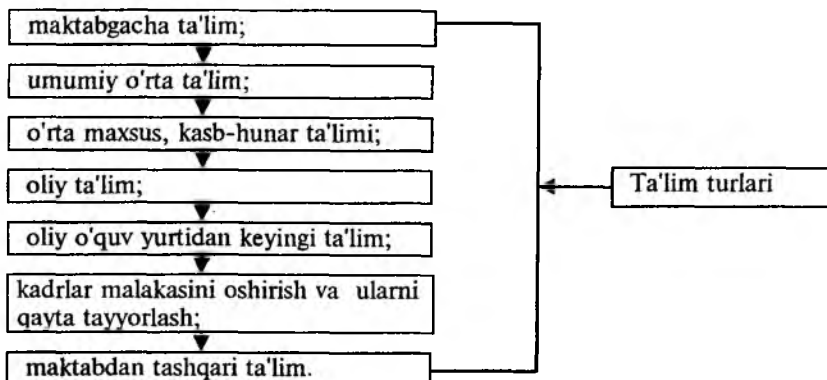 maktabgacha ta'lim;
umumiy o'rta ta'lim;
o'rta maxsus, kasb-hunar ta'limi;
oliy ta'lim;
oliy o'quv yurtidan keyingi ta'lim;
kadrlar malakasini oshirish va ularni
qayta tayyorlash;
maktabdan tashqari ta'lim.
Ta'lim turlari